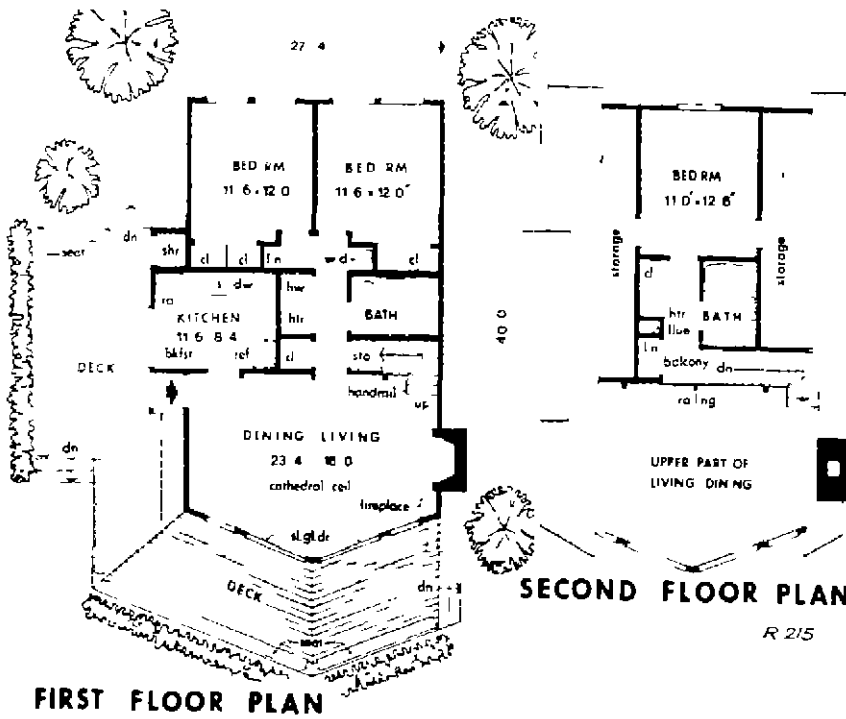 27 4
BED RM
11 6 × 12 0
BED RM
11 6 × 12 0"
dn
seat
shr
cl
cl
ln
w d
cl
dw
ra
hw
KITCHEN
11 6 8 4
htr
BATH
bkfst
ref
cl
sto
DECK
handrail
up
40 0
DINING LIVING
23 4 18 0
cathedral ceil
fireplace
dn
sl.gl.dr
DECK
dn
seat
FIRST FLOOR PLAN
BED RM
11 0" × 12 6"
storage
storage
cl
htr
flue
BATH
ln
balcony
dn
railing
UPPER PART OF
LIVING DINING
SECOND FLOOR PLAN
R 215